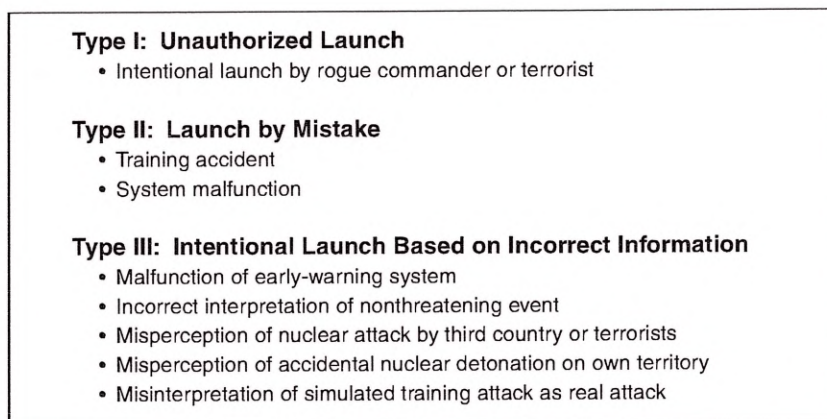 Type I: Unauthorized Launch
• Intentional launch by rogue commander or terrorist
Type II: Launch by Mistake
• Training accident
• System malfunction
Type III: Intentional Launch Based on Incorrect Information
• Malfunction of early-warning system
• Incorrect interpretation of nonthreatening event
• Misperception of nuclear attack by third country or terrorists
• Misperception of accidental nuclear detonation on own territory
• Misinterpretation of simulated training attack as real attack